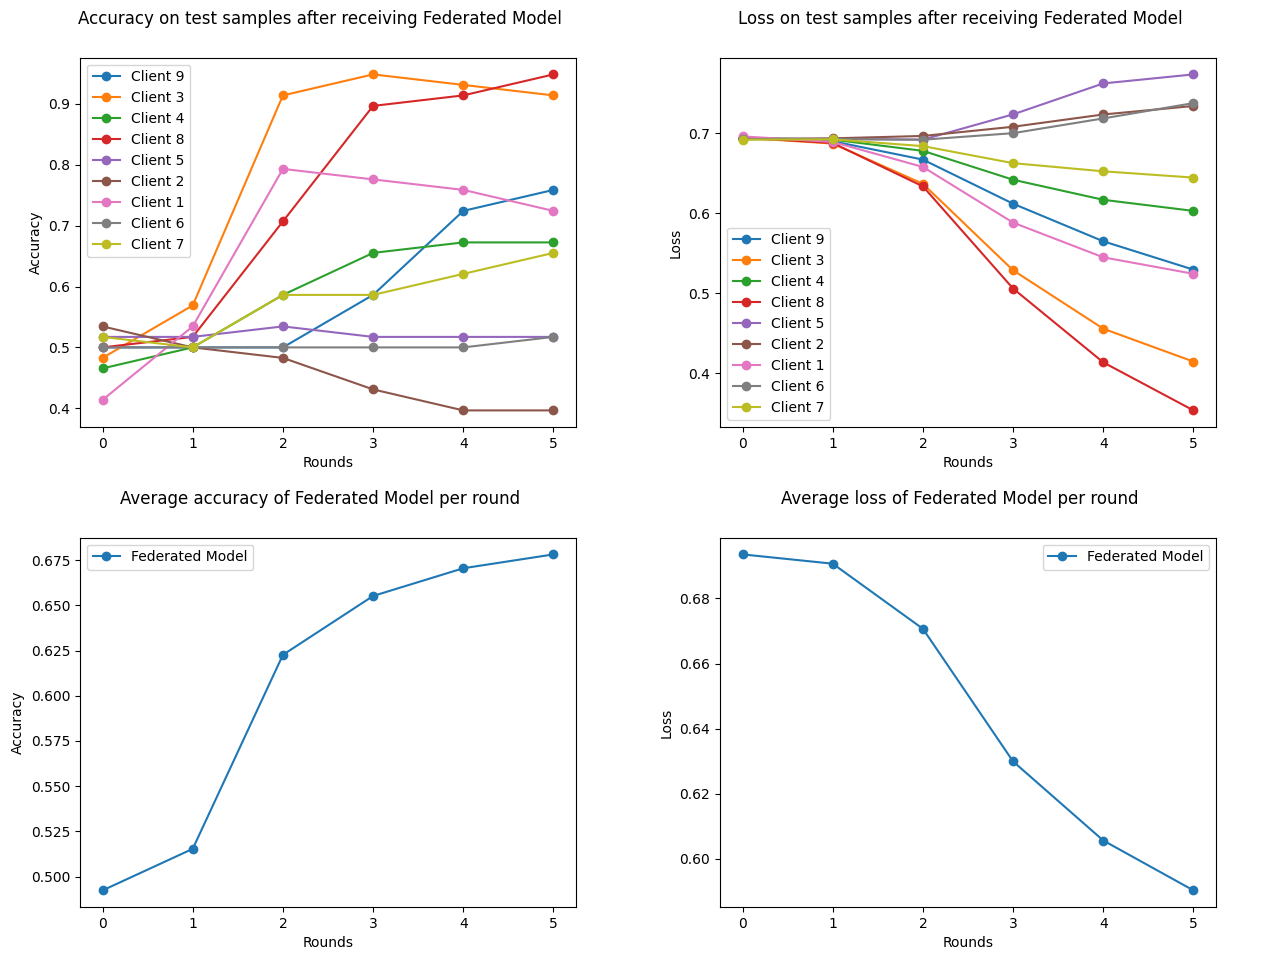 Accuracy on test samples after receiving Federated Model
Accuracy
0.9
0.8
0.7
0.6
0.5
0.4
Client 9
Client 3
Client 4
Client 8
Client 5
Client 2
Client 1
Client 6
Client 7
0 1 2 3 4 5
Rounds
Loss on test samples after receiving Federated Model
Loss
0.7
0.6
0.5
0.4
Client 9
Client 3
Client 4
Client 8
Client 5
Client 2
Client 1
Client 6
Client 7
0 1 2 3 4 5
Rounds
Average accuracy of Federated Model per round
Accuracy
0.675
0.650
0.625
0.600
0.575
0.550
0.525
0.500
Federated Model
0 1 2 3 4 5
Rounds
Average loss of Federated Model per round
Loss
0.68
0.66
0.64
0.62
0.60
Federated Model
0 1 2 3 4 5
Rounds